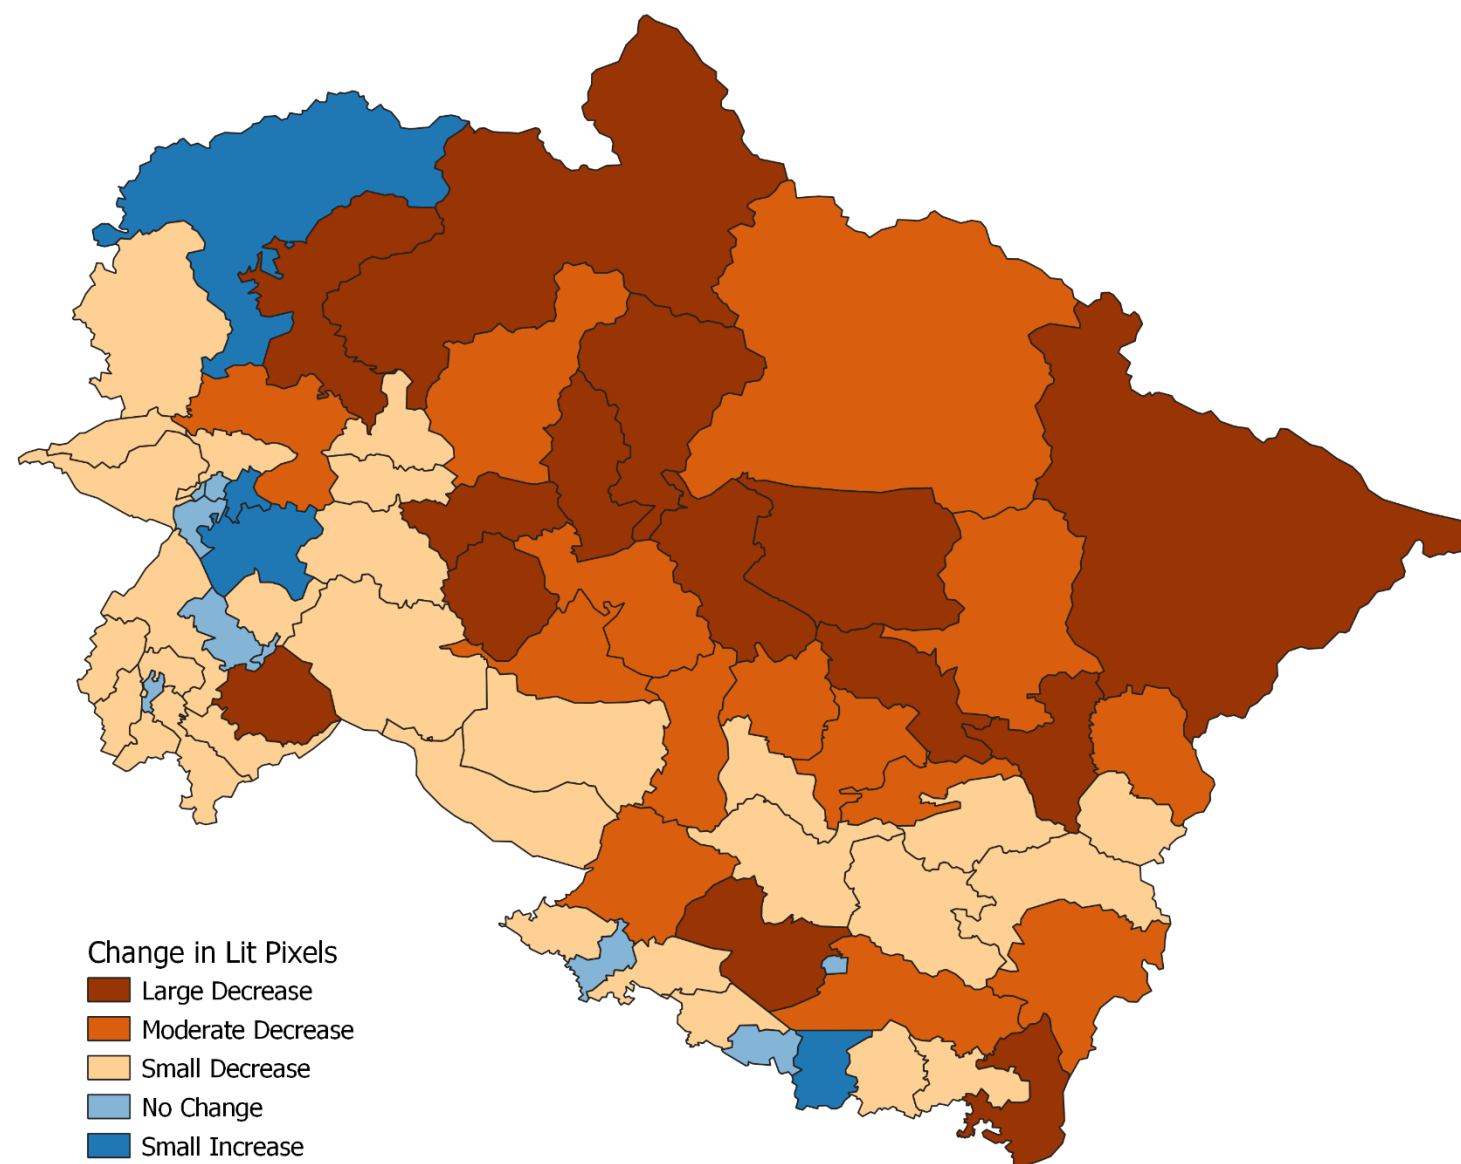 Change in Lit Pixels
Large Decrease
Moderate Decrease
Small Decrease
No Change
Small Increase